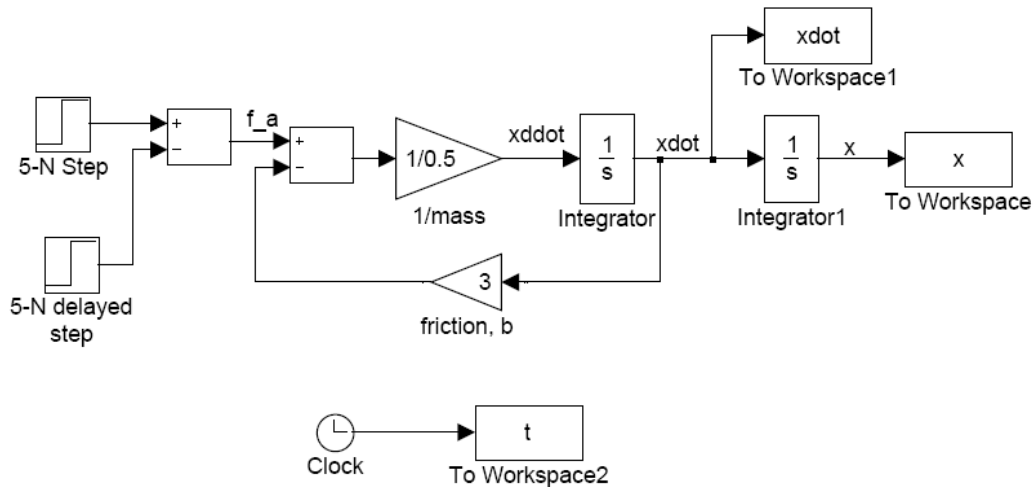 xdot
To Workspace1
5-N Step
+
−
f_a
+
−
1/0.5
1/mass
xddot
1
s
Integrator
xdot
1
s
Integrator1
x
x
To Workspace
5-N delayed
step
3
friction, b
Clock
t
To Workspace2